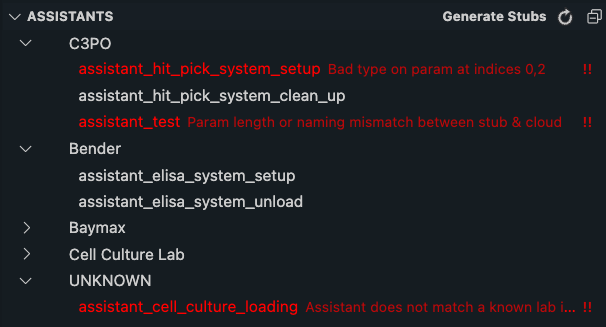 ASSISTANTS Generate Stubs
C3PO
assistant_hit_pick_system_setup Bad type on param at indices 0,2 !!
assistant_hit_pick_system_clean_up
assistant_test Param length or naming mismatch between stub & cloud !!
Bender
assistant_elisa_system_setup
assistant_elisa_system_unload
Baymax
Cell Culture Lab
UNKNOWN
assistant_cell_culture_loading Assistant does not match a known lab i... !!